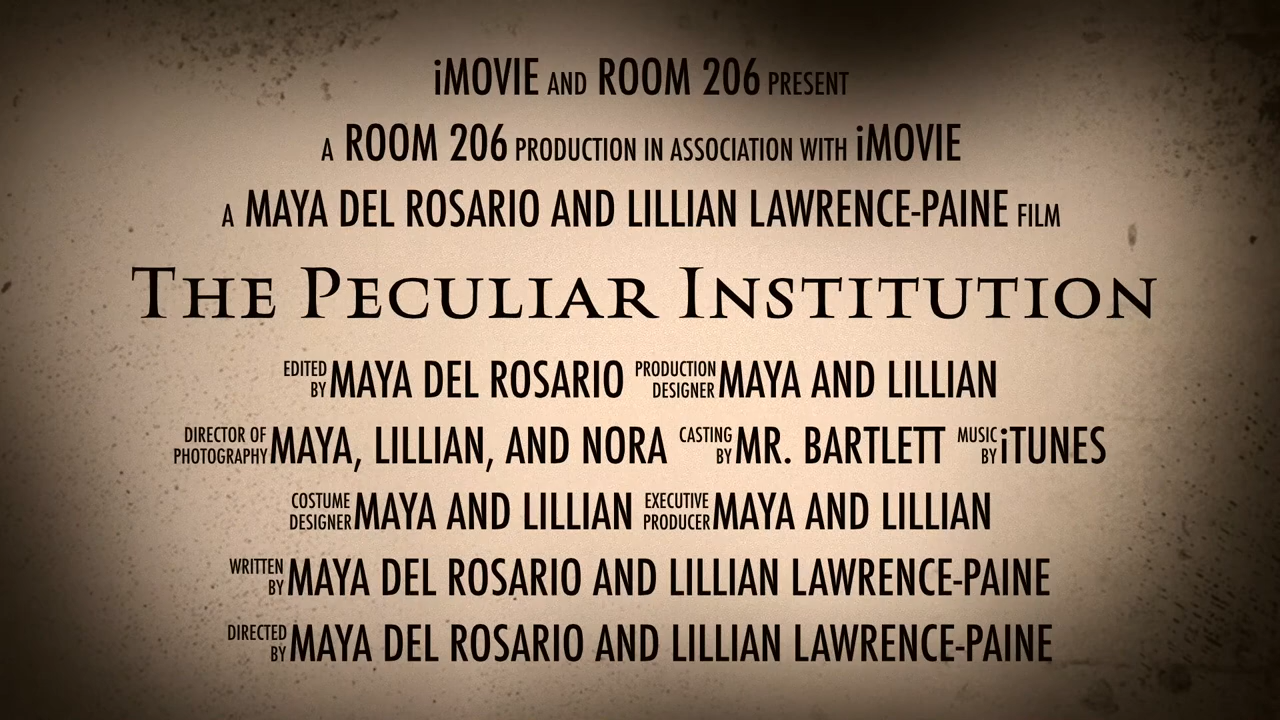 iMOVIE AND ROOM 206 PRESENT
A ROOM 206 PRODUCTION IN ASSOCIATION WITH iMOVIE
A MAYA DEL ROSARIO AND LILLIAN LAWRENCE-PAINE FILM
THE PECULIAR INSTITUTION
EDITED BY MAYA DEL ROSARIO PRODUCTION DESIGNER MAYA AND LILLIAN
DIRECTOR OF PHOTOGRAPHY MAYA, LILLIAN, AND NORA CASTING BY MR. BARTLETT MUSIC BY iTUNES
COSTUME DESIGNER MAYA AND LILLIAN EXECUTIVE PRODUCER MAYA AND LILLIAN
WRITTEN BY MAYA DEL ROSARIO AND LILLIAN LAWRENCE-PAINE
DIRECTED BY MAYA DEL ROSARIO AND LILLIAN LAWRENCE-PAINE